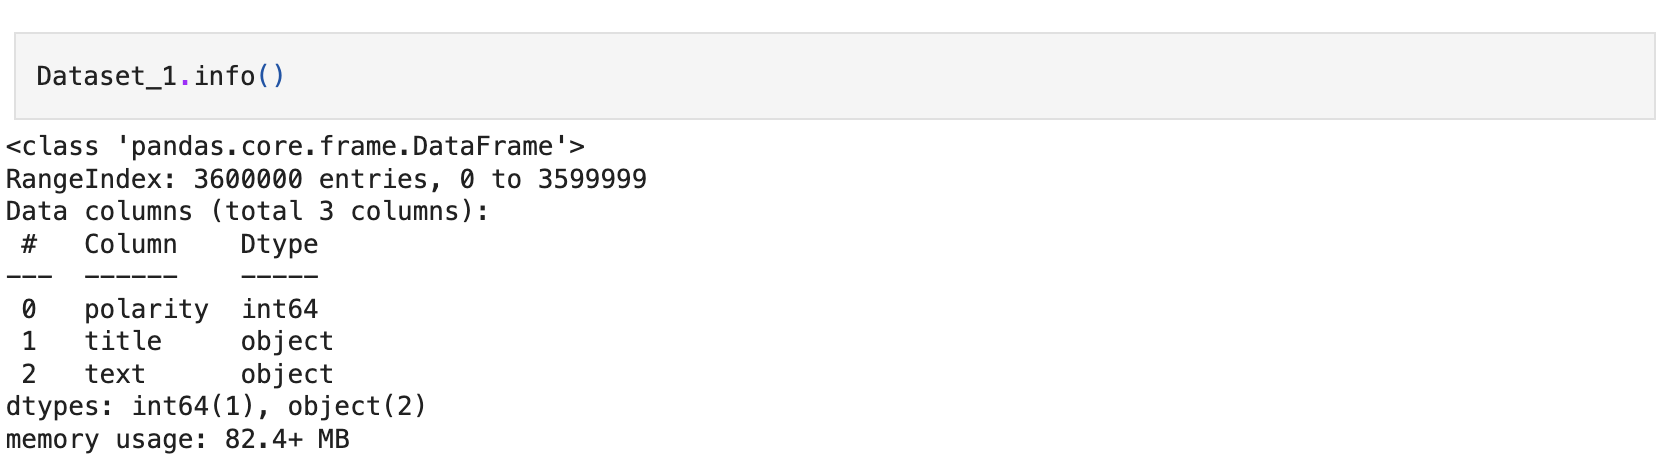 Dataset_1.info()
<class 'pandas.core.frame.DataFrame'>
RangeIndex: 3600000 entries, 0 to 3599999
Data columns (total 3 columns):
 #   Column    Dtype
---  ------    -----
 0   polarity  int64
 1   title     object
 2   text      object
dtypes: int64(1), object(2)
memory usage: 82.4+ MB